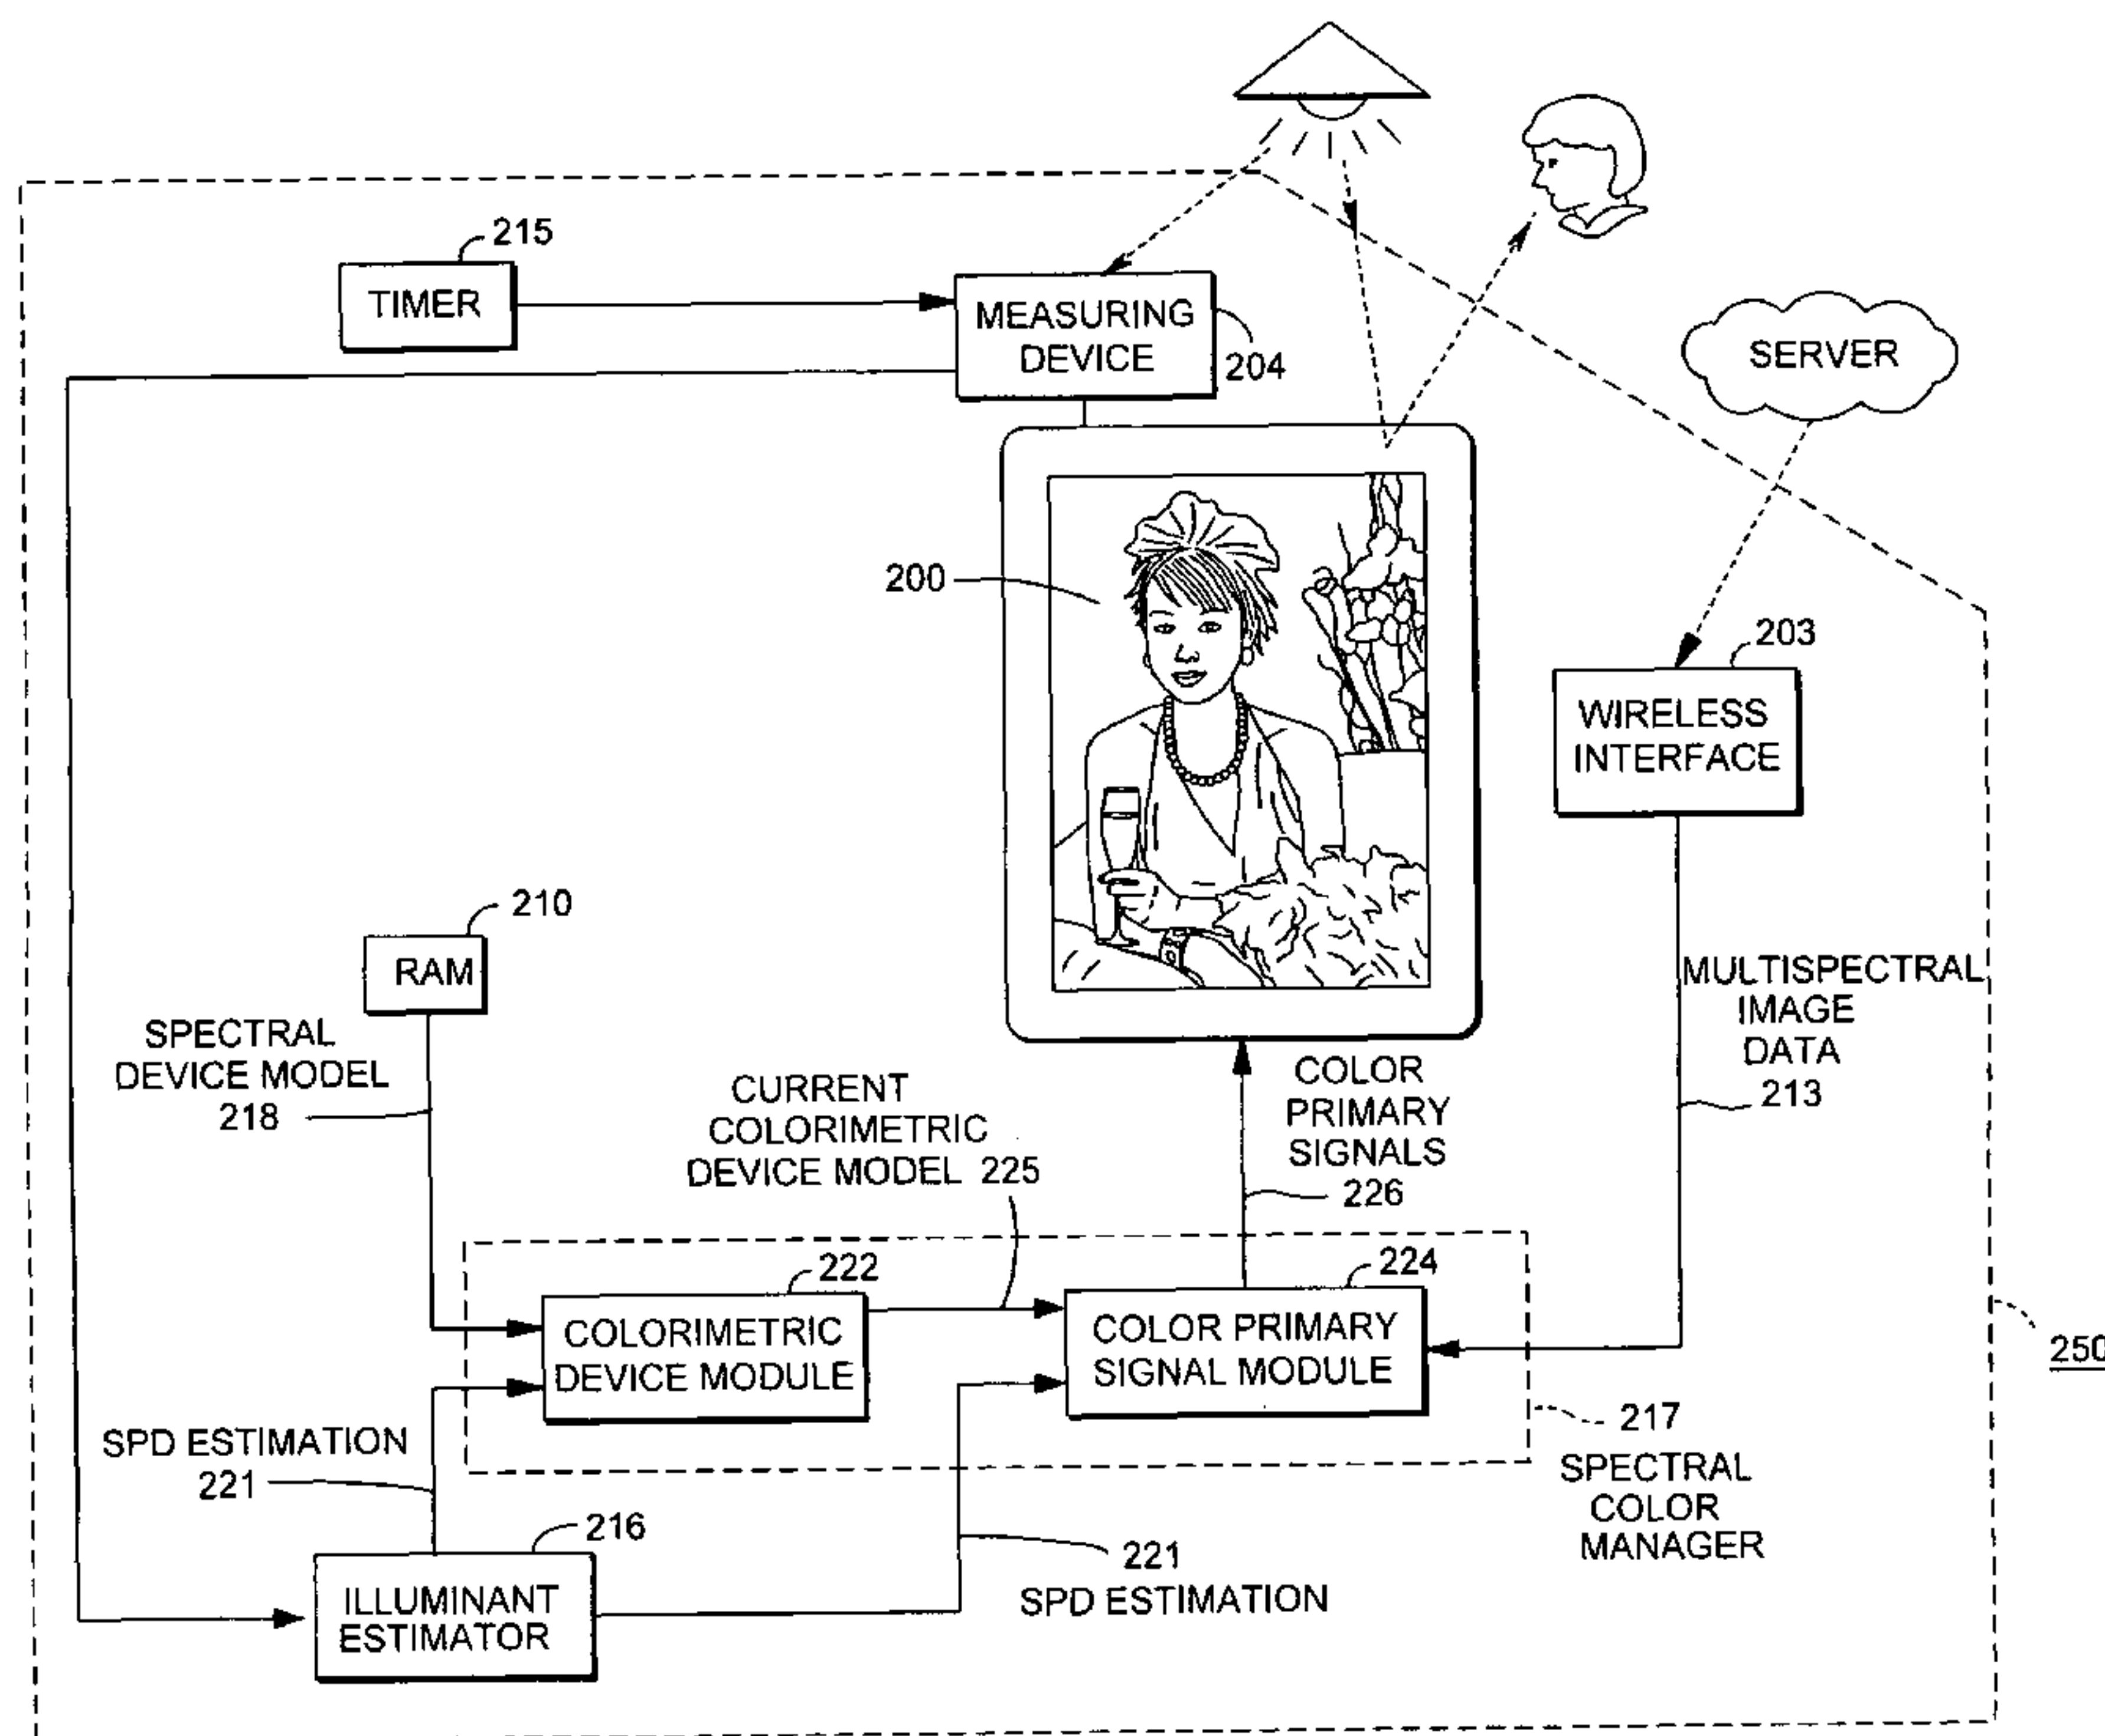 215
TIMER
MEASURING
DEVICE
204
SERVER
200
203
WIRELESS
INTERFACE
210
RAM
MULTISPECTRAL
IMAGE
DATA
213
SPECTRAL
DEVICE MODEL
218
CURRENT
COLORIMETRIC
DEVICE MODEL 225
COLOR
PRIMARY
SIGNALS
226
222
COLORIMETRIC
DEVICE MODULE
224
COLOR PRIMARY
SIGNAL MODULE
250
217
SPECTRAL
COLOR
MANAGER
SPD ESTIMATION
221
216
ILLUMINANT
ESTIMATOR
221
SPD ESTIMATION